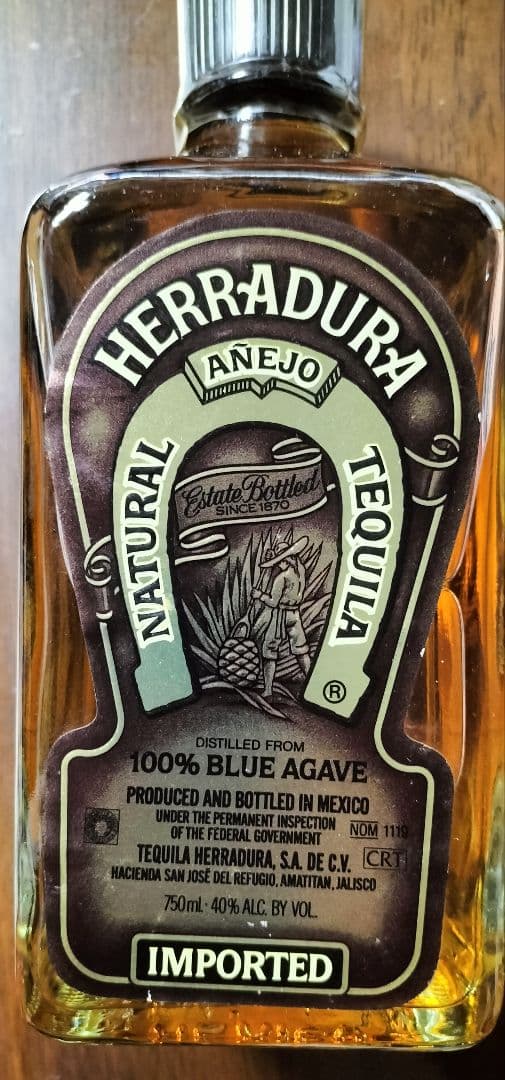 HERRADURA
AÑEJO
NATURAL
TEQUILA
Estate Bottled
SINCE 1870
®
DISTILLED FROM
100% BLUE AGAVE
PRODUCED AND BOTTLED IN MEXICO
UNDER THE PERMANENT INSPECTION
OF THE FEDERAL GOVERNMENT
NOM 1119
TEQUILA HERRADURA, S.A. DE C.V.
CRT
HACIENDA SAN JOSÉ DEL REFUGIO, AMATITAN, JALISCO
750 ml · 40% ALC. BY VOL.
IMPORTED